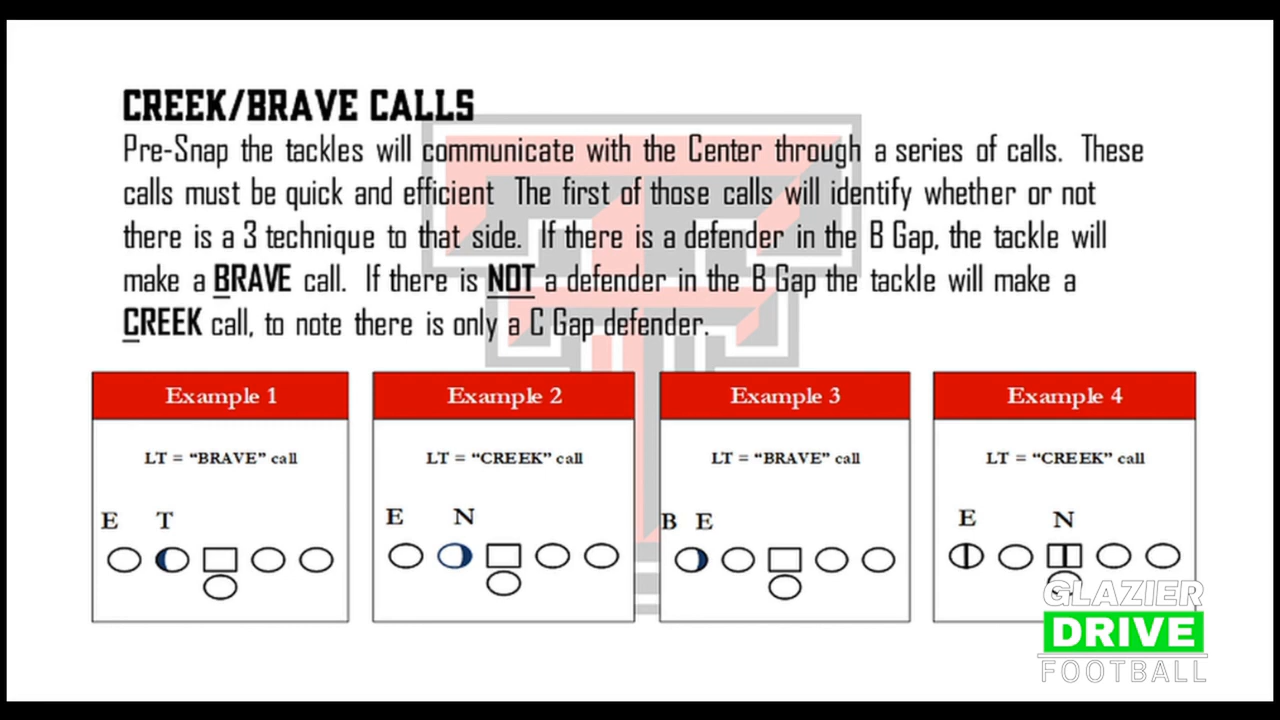 CREEK/BRAVE CALLS
Pre-Snap the tackles will communicate with the Center through a series of calls. These
calls must be quick and efficient The first of those calls will identify whether or not
there is a 3 technique to that side. If there is a defender in the B Gap, the tackle will
make a BRAVE call. If there is NOT a defender in the B Gap the tackle will make a
CREEK call, to note there is only a C Gap defender.
Example 1
LT = “BRAVE” call
E T
Example 2
LT = “CREEK” call
E N
Example 3
LT = “BRAVE” call
B E
Example 4
LT = “CREEK” call
E N
GLAZIER
DRIVE
FOOTBALL